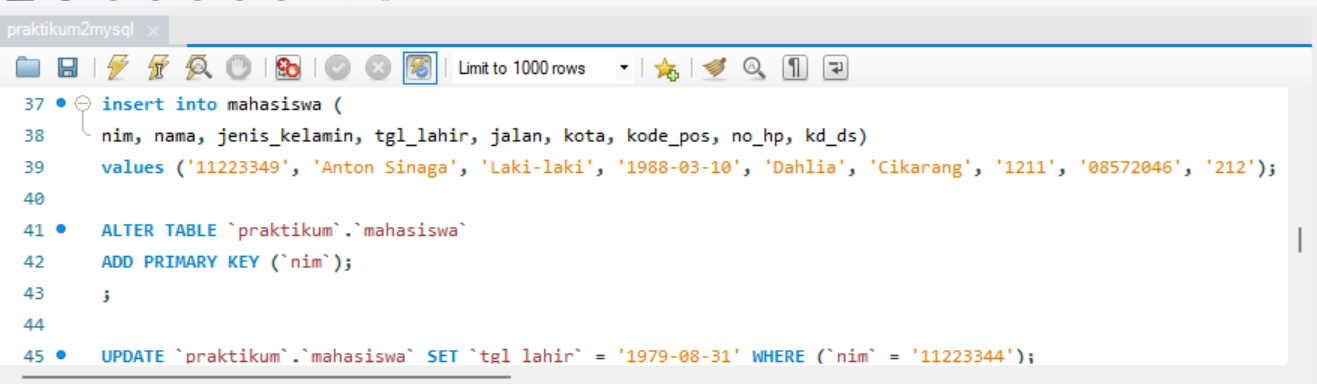 praktikum2mysql ×
Limit to 1000 rows
37 insert into mahasiswa (
38 nim, nama, jenis_kelamin, tgl_lahir, jalan, kota, kode_pos, no_hp, kd_ds)
39 values ('11223349', 'Anton Sinaga', 'Laki-laki', '1988-03-10', 'Dahlia', 'Cikarang', '1211', '08572046', '212');
40
41 ALTER TABLE `praktikum`.`mahasiswa`
42 ADD PRIMARY KEY (`nim`);
43 ;
44
45 UPDATE `praktikum`.`mahasiswa` SET `tgl_lahir` = '1979-08-31' WHERE (`nim` = '11223344');